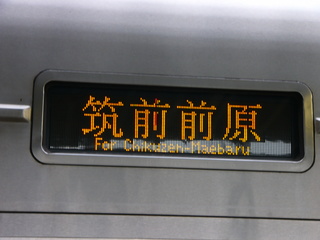 筑前前原
For Chikuzen-Maebaru